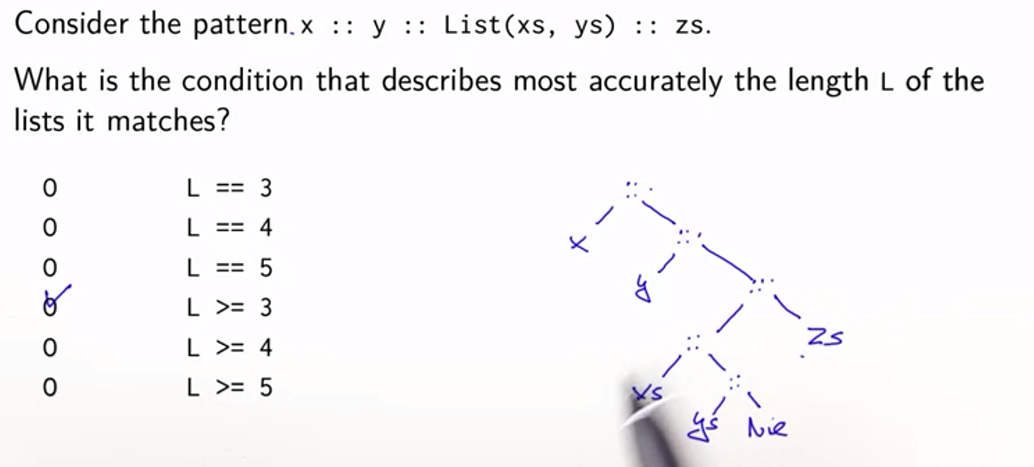 Consider the pattern x :: y :: List(xs, ys) :: zs.
What is the condition that describes most accurately the length L of the
lists it matches?
O L == 3
O L == 4
O L == 5
O L >= 3
O L >= 4
O L >= 5
::
x ::
y ::
:: zs
xs ::
ys Nil